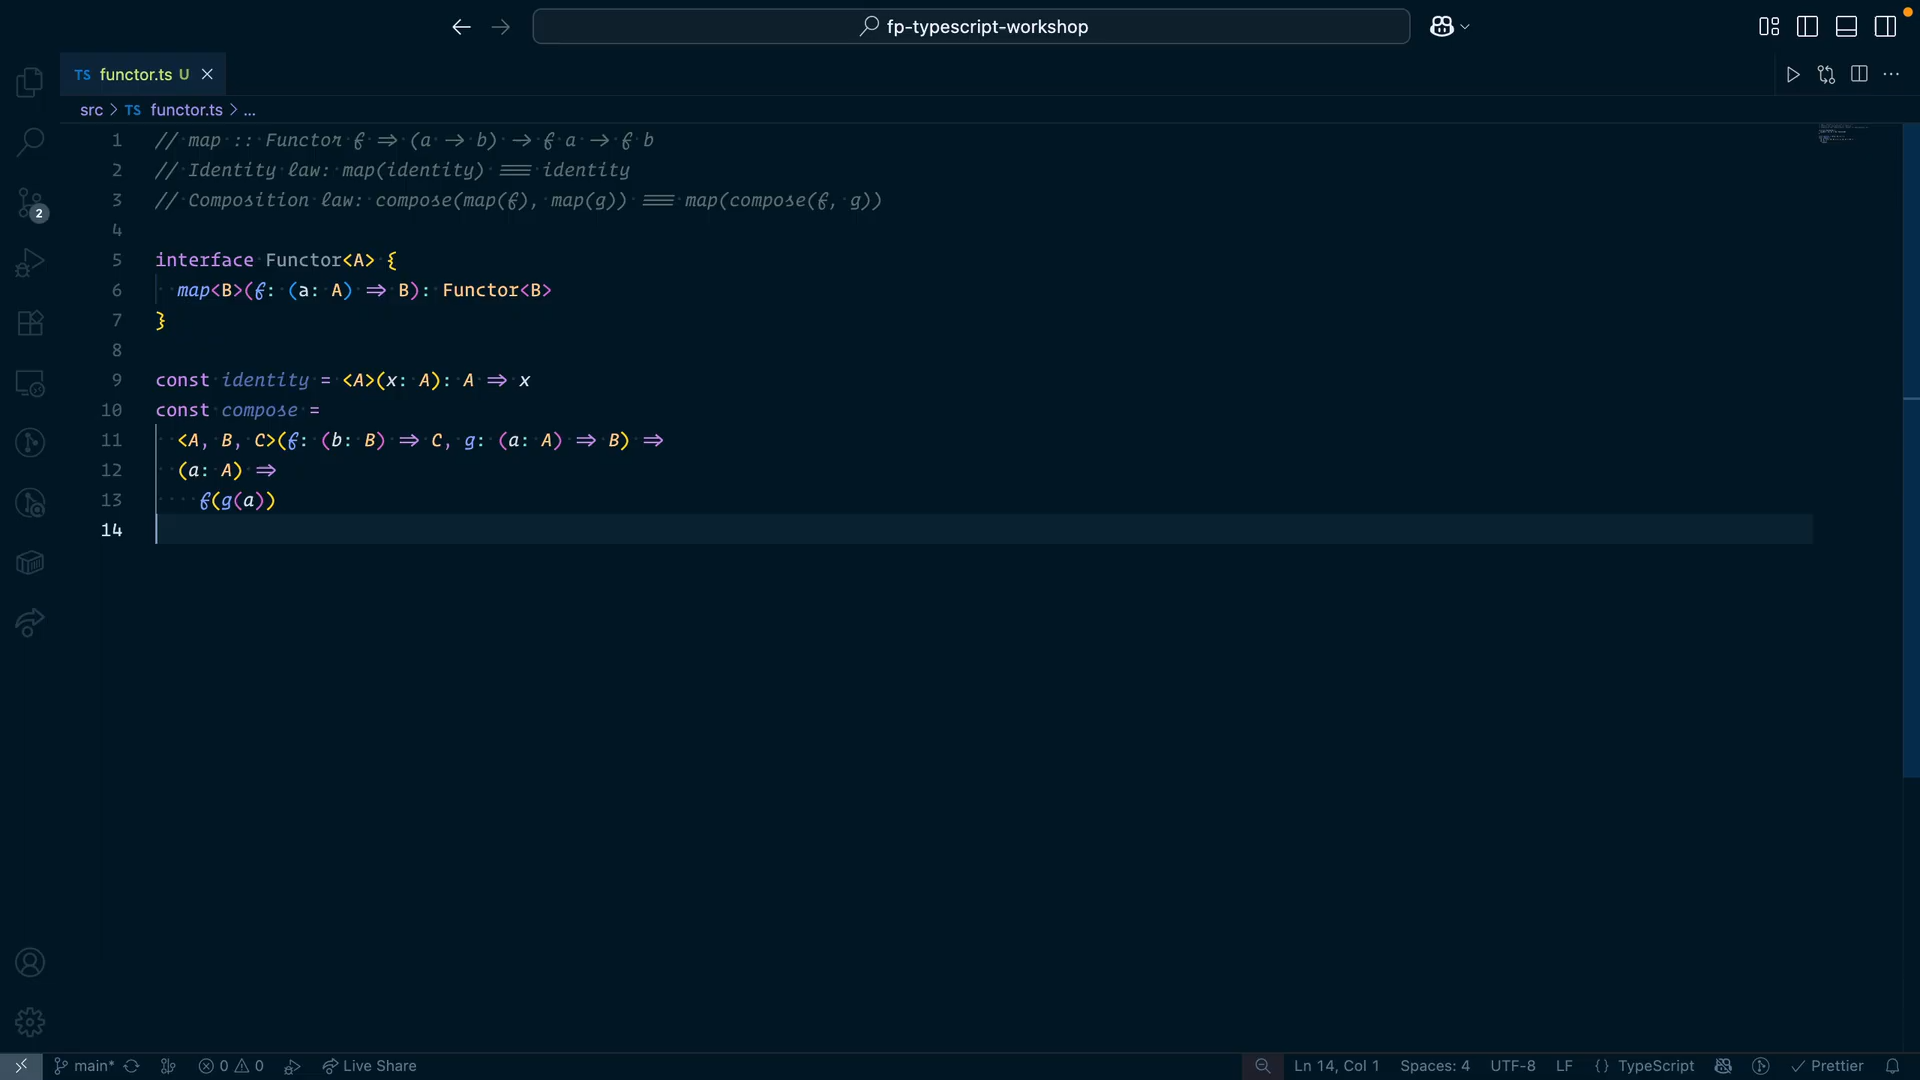 fp-typescript-workshop
TS functor.ts U
src > TS functor.ts > ...
1 // map :: Functor f => (a -> b) -> f a -> f b
2 // Identity law: map(identity) === identity
3 // Composition law: compose(map(f), map(g)) === map(compose(f, g))
4
5 interface Functor<A> {
6   map<B>(f: (a: A) => B): Functor<B>
7 }
8
9 const identity = <A>(x: A): A => x
10 const compose =
11   <A, B, C>(f: (b: B) => C, g: (a: A) => B) =>
12   (a: A) =>
13     f(g(a))
14
2
main* 0 0 Live Share Ln 14, Col 1 Spaces: 4 UTF-8 LF {} TypeScript Prettier